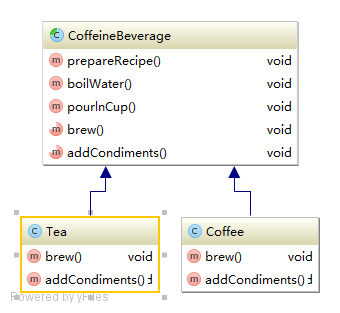 CoffeineBeverage
prepareRecipe() void
boilWater() void
pourInCup() void
brew() void
addCondiments() void
Tea
brew() void
addCondiments()
Coffee
brew() void
addCondiments()
Powered by yFiles